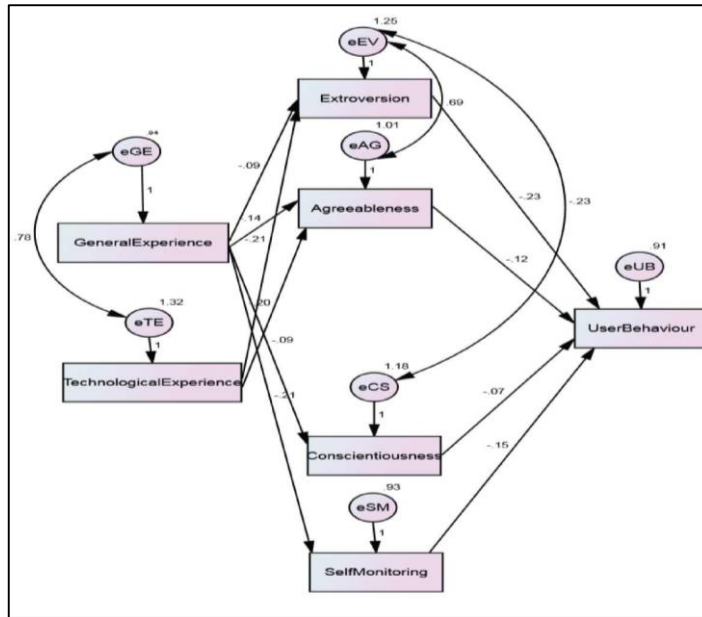 1.25
eEV
1
Extroversion
.69
1.01
eAG
1
Agreeableness
.94
eGE
1
GeneralExperience
-.09
-.14
-.21
.78
1.32
eTE
1
TechnologicalExperience
.20
-.09
-.21
-.23
-.23
-.12
.91
eUB
1
UserBehaviour
1.18
eCS
1
Conscientiousness
-.07
-.15
.93
eSM
1
SelfMonitoring